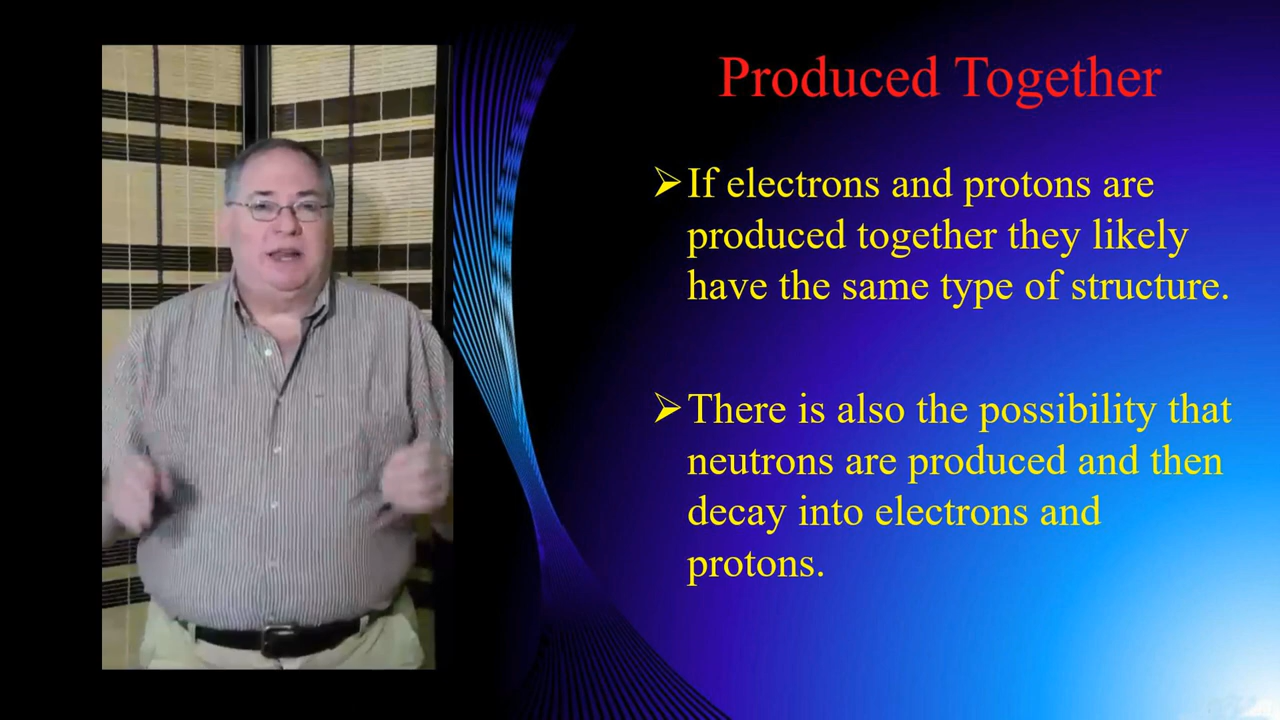 Produced Together
➢If electrons and protons are
produced together they likely
have the same type of structure.
➢There is also the possibility that
neutrons are produced and then
decay into electrons and
protons.